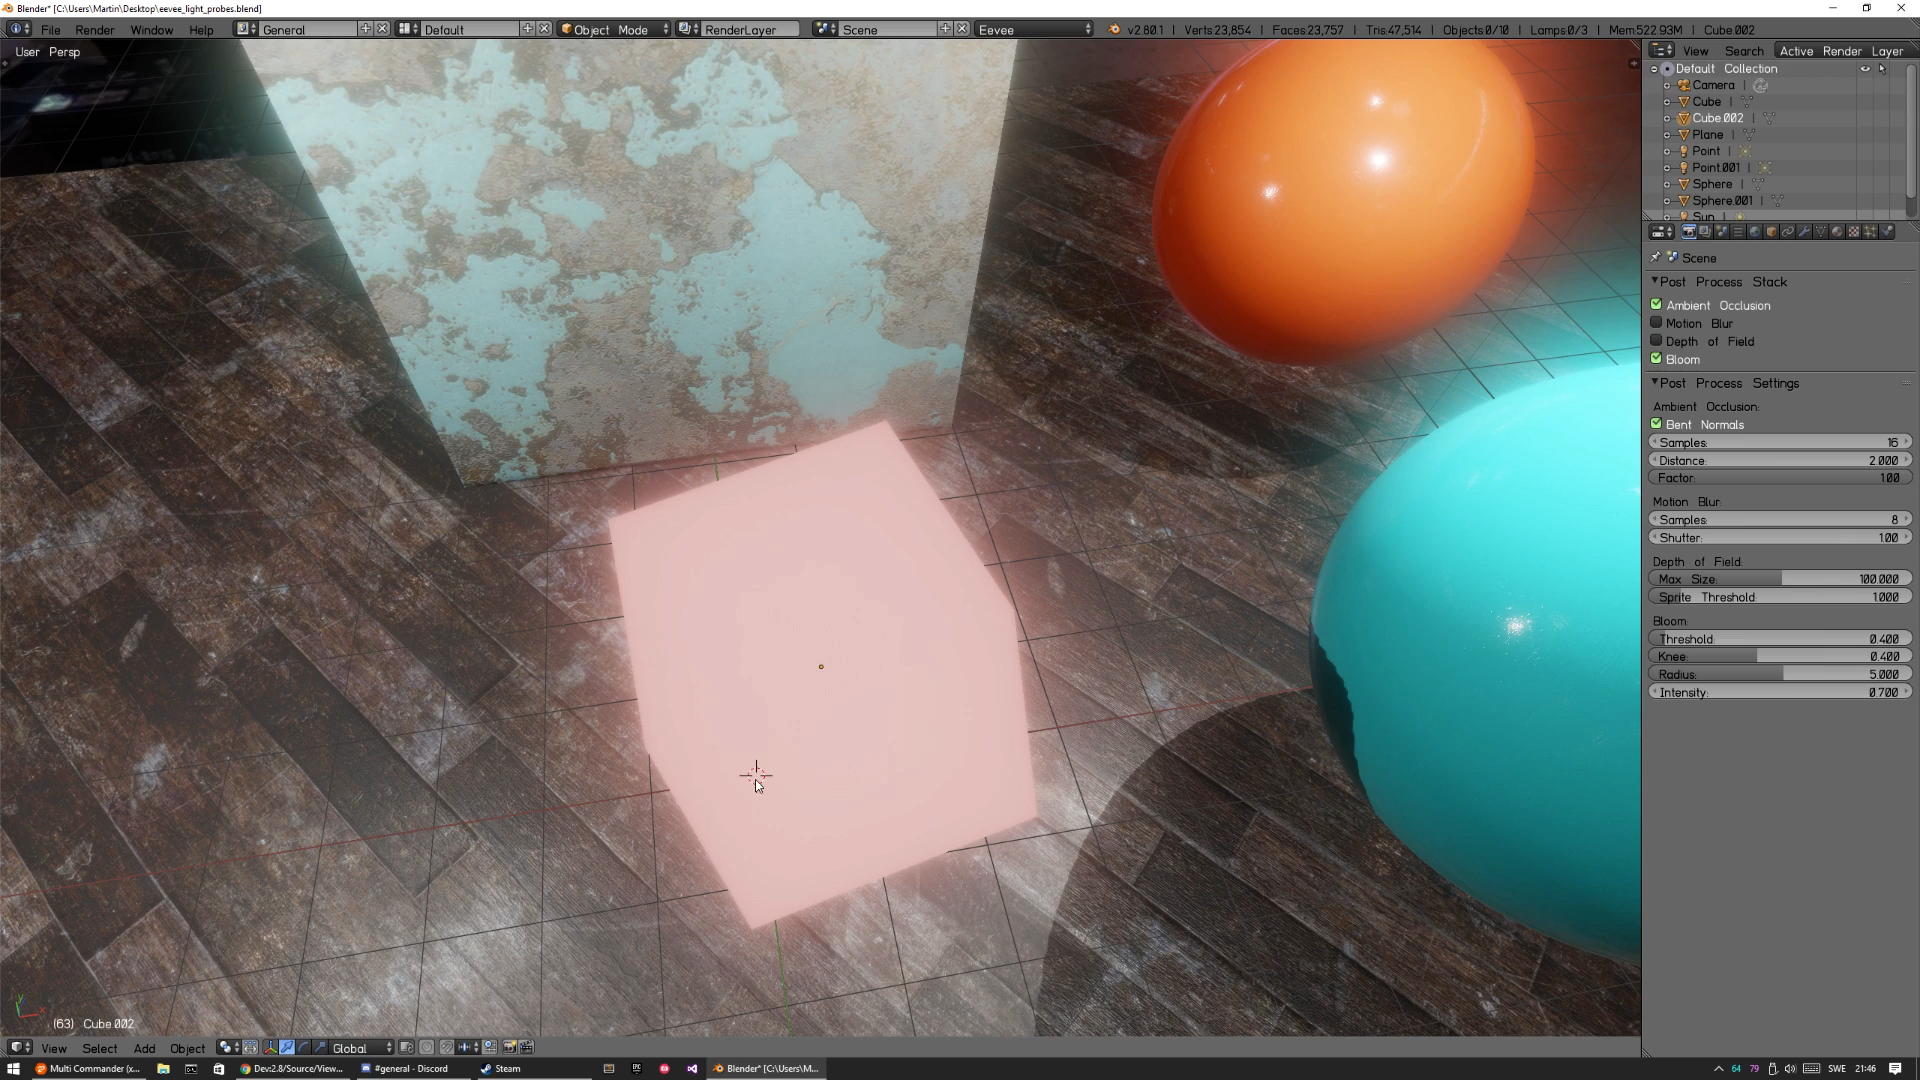 Blender* [C:\Users\Martin\Desktop\eevee_light_probes.blend]
File Render Window Help General Default Object Mode RenderLayer Scene Eevee v2.80.1 | Verts:23,854 | Faces:23,757 | Tris:47,514 | Objects:0/10 | Lamps:0/3 | Mem:522.93M | Cube.002
User Persp
View Search Active Render Layer
Default Collection
Camera
Cube
Cube.002
Plane
Point
Point.001
Sphere
Sphere.001
Sun
Scene
Post Process Stack
Ambient Occlusion
Motion Blur
Depth of Field
Bloom
Post Process Settings
Ambient Occlusion:
Bent Normals
Samples: 16
Distance: 2.000
Factor: 1.00
Motion Blur:
Samples: 8
Shutter: 1.00
Depth of Field:
Max Size: 100.000
Sprite Threshold: 1.000
Bloom:
Threshold: 0.400
Knee: 0.400
Radius: 5.000
Intensity: 0.700
(63) Cube.002
View Select Add Object Global
Multi Commander (x... Dev:2.8/Source/View... #general - Discord Steam Blender* [C:\Users\M... 64 79 SWE 21:46